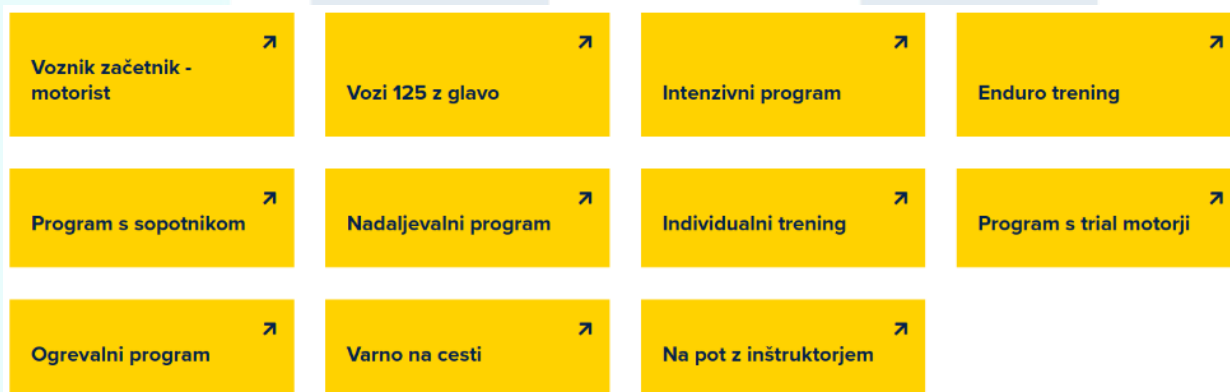 Voznik začetnik -
motorist
Vozi 125 z glavo
Intenzivni program
Enduro trening
Program s sopotnikom
Nadaljevalni program
Individualni trening
Program s trial motorji
Ogrevalni program
Varno na cesti
Na pot z inštruktorjem